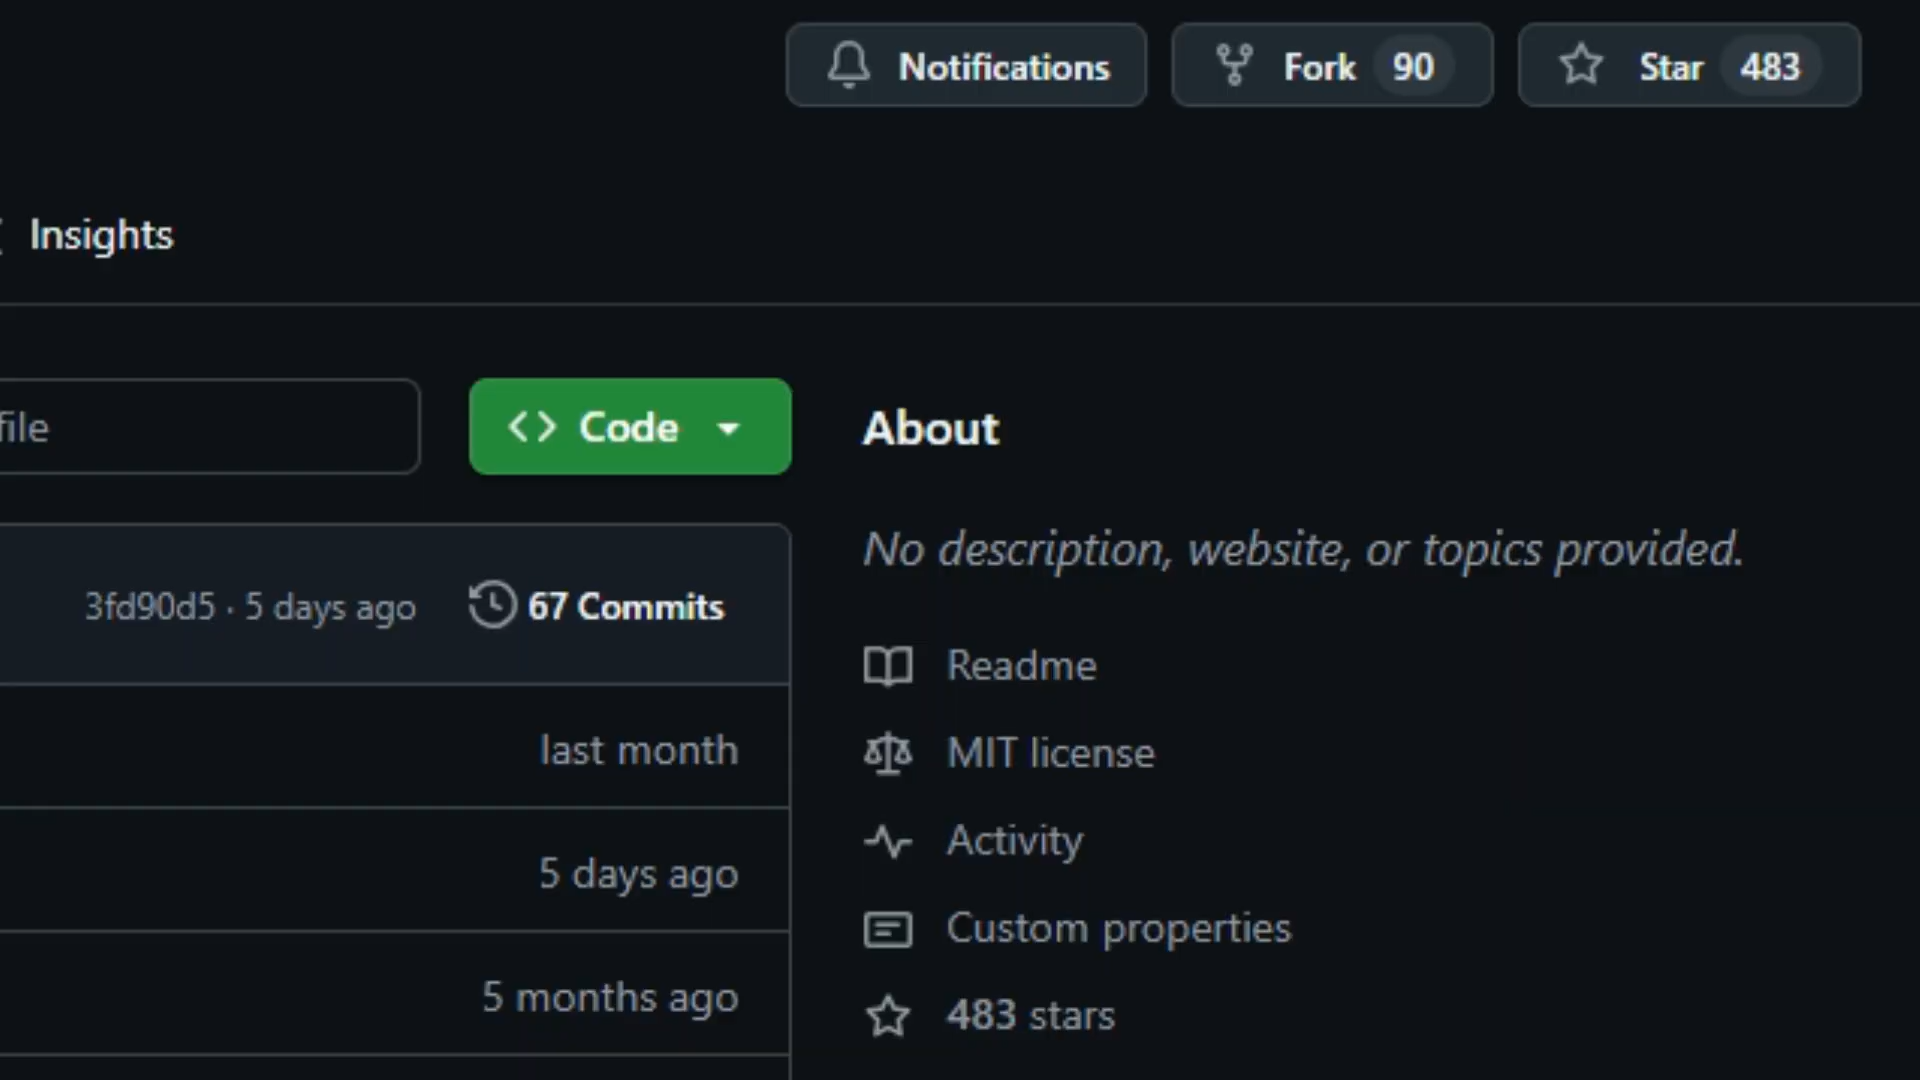 Notifications Fork 90 Star 483
Insights
file Code About
No description, website, or topics provided.
3fd90d5 · 5 days ago 67 Commits
Readme
last month MIT license
Activity
5 days ago
Custom properties
5 months ago
483 stars